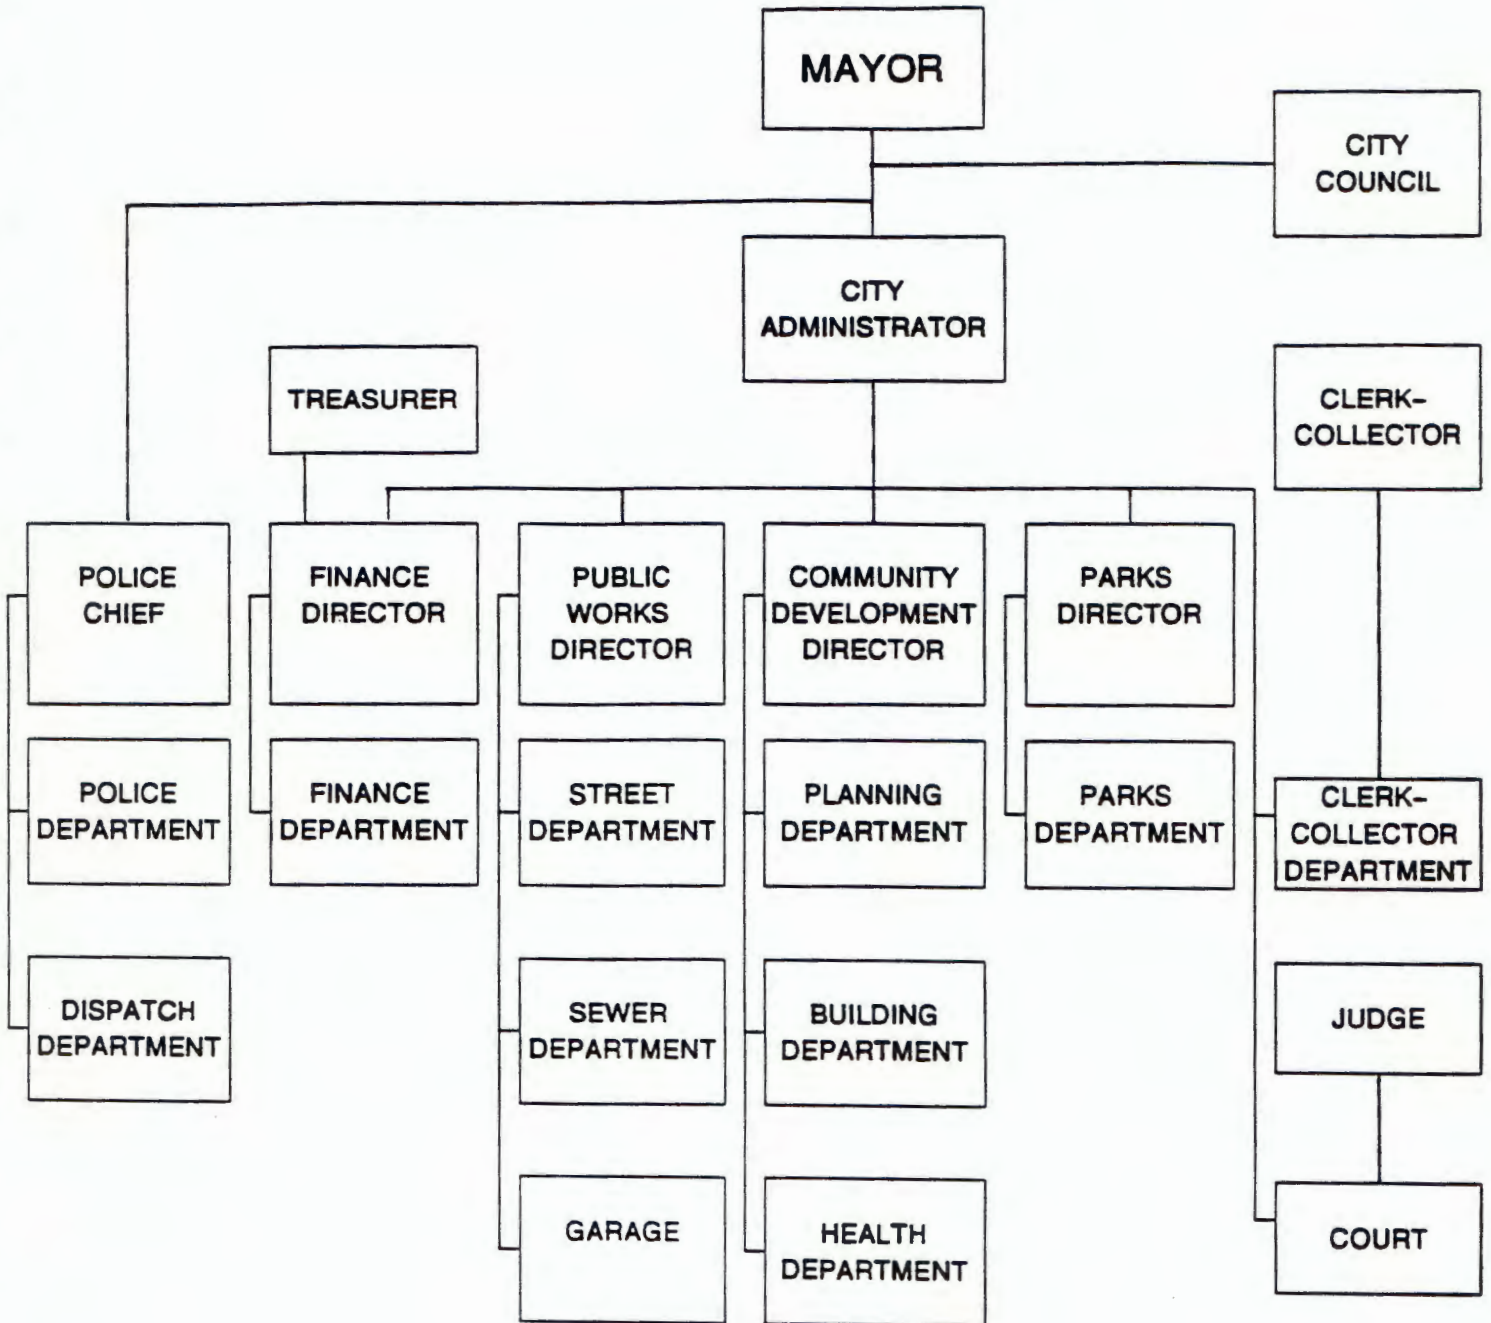 MAYOR
CITY
COUNCIL
CITY
ADMINISTRATOR
TREASURER
CLERK-
COLLECTOR
POLICE
CHIEF
FINANCE
DIRECTOR
PUBLIC
WORKS
DIRECTOR
COMMUNITY
DEVELOPMENT
DIRECTOR
PARKS
DIRECTOR
POLICE
DEPARTMENT
FINANCE
DEPARTMENT
STREET
DEPARTMENT
PLANNING
DEPARTMENT
PARKS
DEPARTMENT
CLERK-
COLLECTOR
DEPARTMENT
DISPATCH
DEPARTMENT
SEWER
DEPARTMENT
BUILDING
DEPARTMENT
JUDGE
GARAGE
HEALTH
DEPARTMENT
COURT